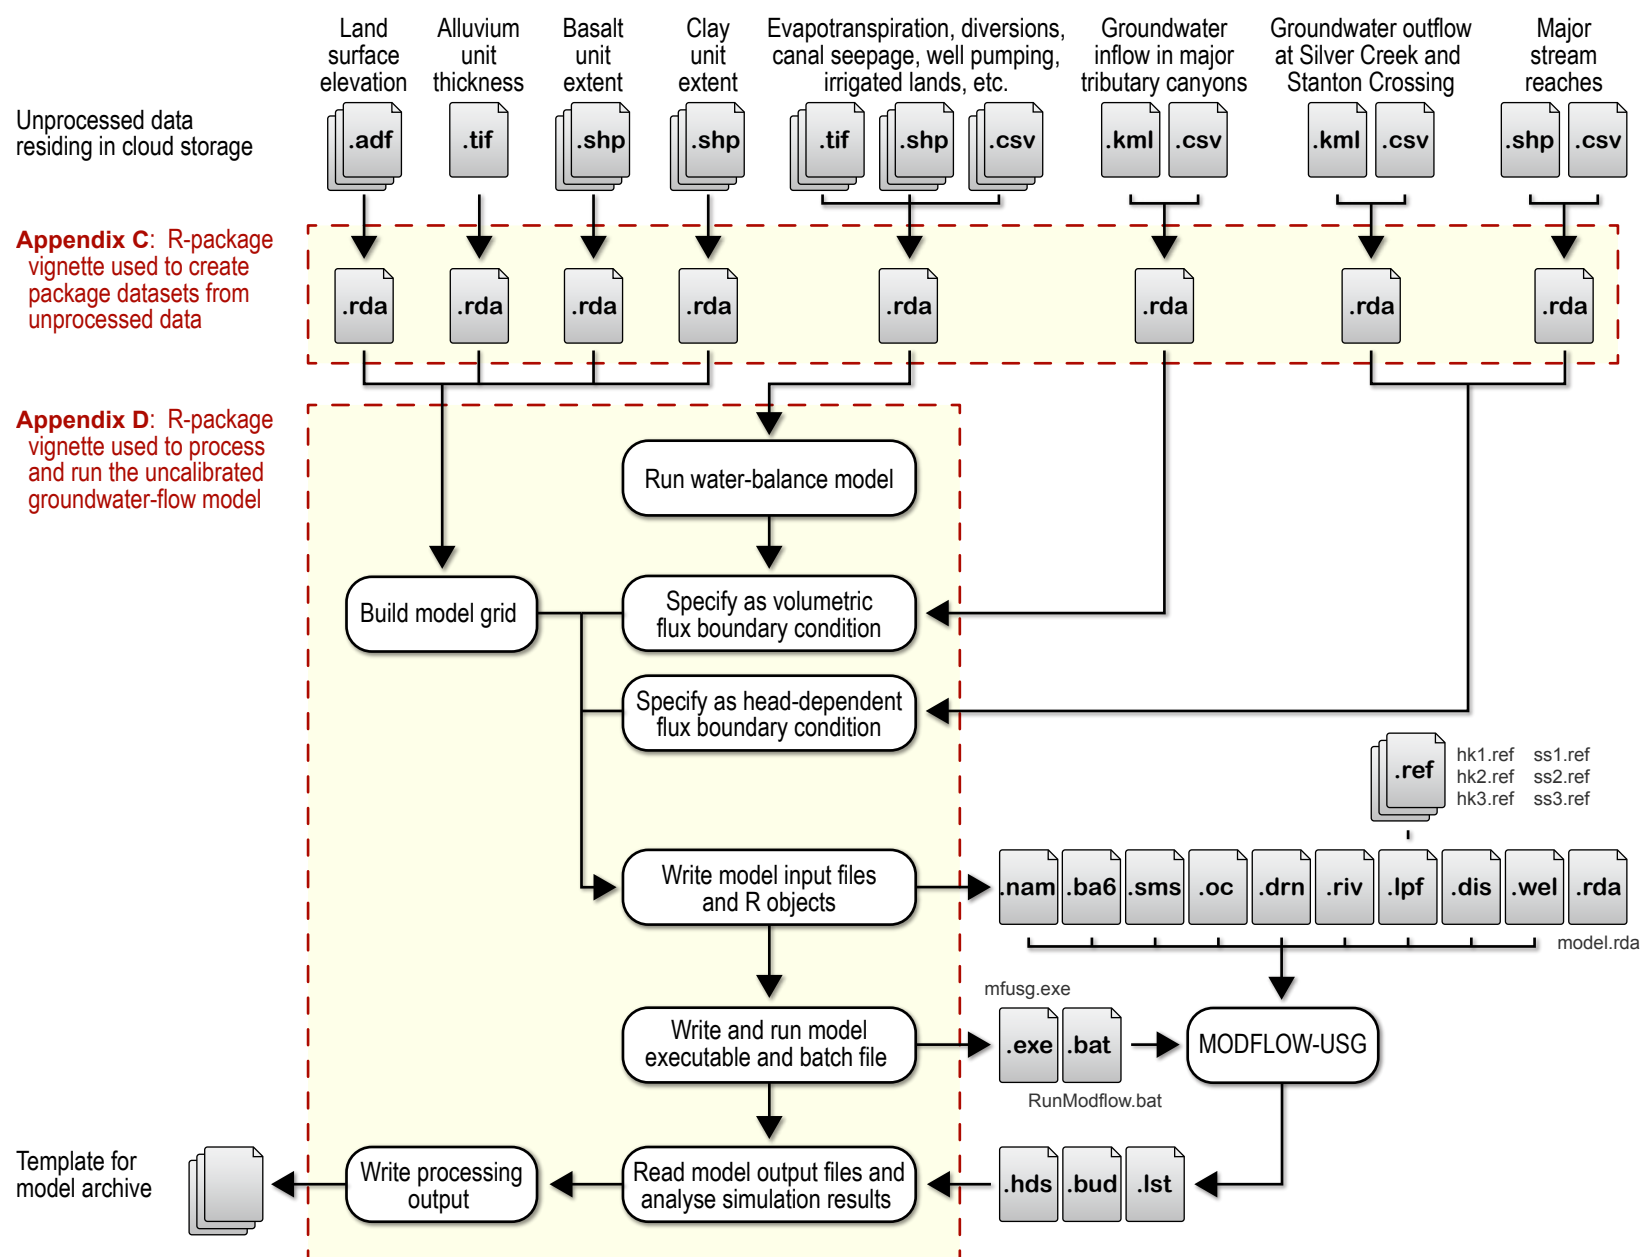 Land
surface
elevation
Alluvium
unit
thickness
Basalt
unit
extent
Clay
unit
extent
Evapotranspiration, diversions,
canal seepage, well pumping,
irrigated lands, etc.
Groundwater
inflow in major
tributary canyons
Groundwater outflow
at Silver Creek and
Stanton Crossing
Major
stream
reaches
Unprocessed data
residing in cloud storage
.adf
.tif
.shp
.shp
.tif
.shp
.csv
.kml
.csv
.kml
.csv
.shp
.csv
Appendix C: R-package
vignette used to create
package datasets from
unprocessed data
.rda
.rda
.rda
.rda
.rda
.rda
.rda
.rda
Appendix D: R-package
vignette used to process
and run the uncalibrated
groundwater-flow model
Run water-balance model
Build model grid
Specify as volumetric
flux boundary condition
Specify as head-dependent
flux boundary condition
.ref
hk1.ref ss1.ref
hk2.ref ss2.ref
hk3.ref ss3.ref
Write model input files
and R objects
.nam
.ba6
.sms
.oc
.drn
.riv
.lpf
.dis
.wel
.rda
model.rda
mfusg.exe
Write and run model
executable and batch file
.exe
.bat
MODFLOW-USG
RunModflow.bat
Template for
model archive
Write processing
output
Read model output files and
analyse simulation results
.hds
.bud
.lst